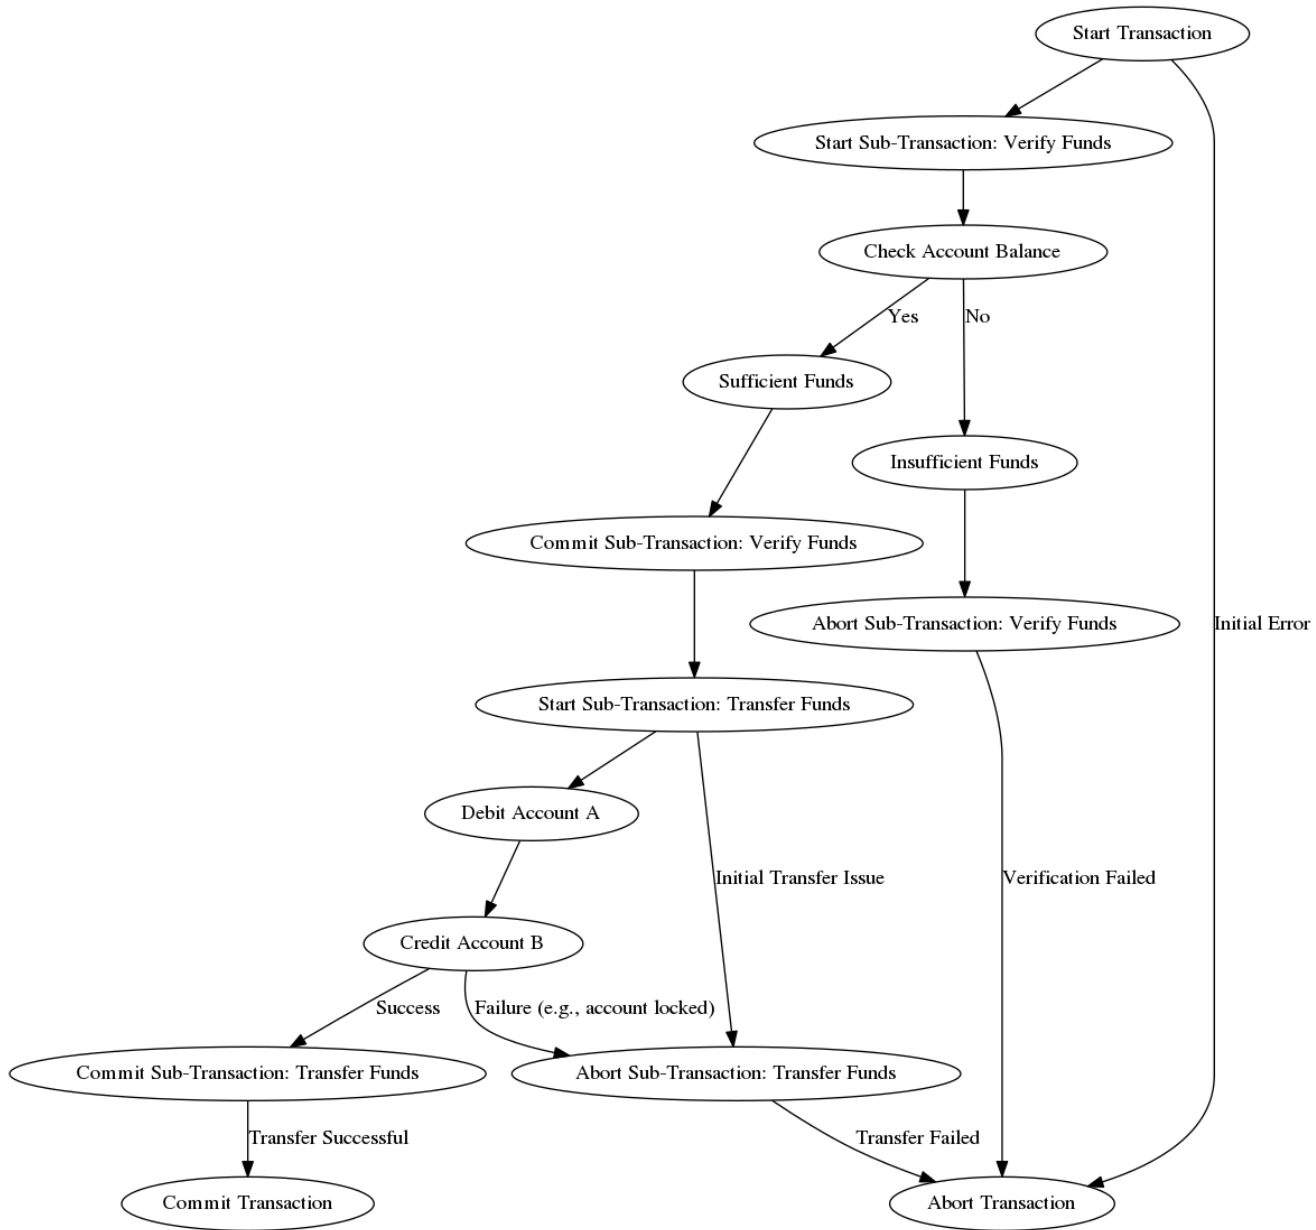 Start Transaction
Start Sub-Transaction: Verify Funds
Check Account Balance
Yes
No
Sufficient Funds
Insufficient Funds
Commit Sub-Transaction: Verify Funds
Abort Sub-Transaction: Verify Funds
Initial Error
Start Sub-Transaction: Transfer Funds
Debit Account A
Initial Transfer Issue
Verification Failed
Credit Account B
Success
Failure (e.g., account locked)
Commit Sub-Transaction: Transfer Funds
Abort Sub-Transaction: Transfer Funds
Transfer Successful
Transfer Failed
Commit Transaction
Abort Transaction